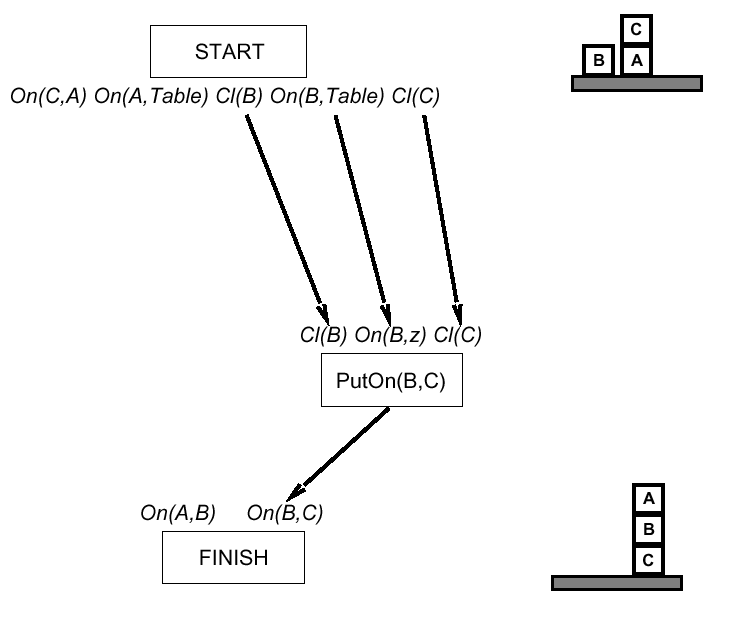 START
On(C,A) On(A,Table) Cl(B) On(B,Table) Cl(C)
C
B A
Cl(B) On(B,z) Cl(C)
PutOn(B,C)
On(A,B) On(B,C)
FINISH
A
B
C